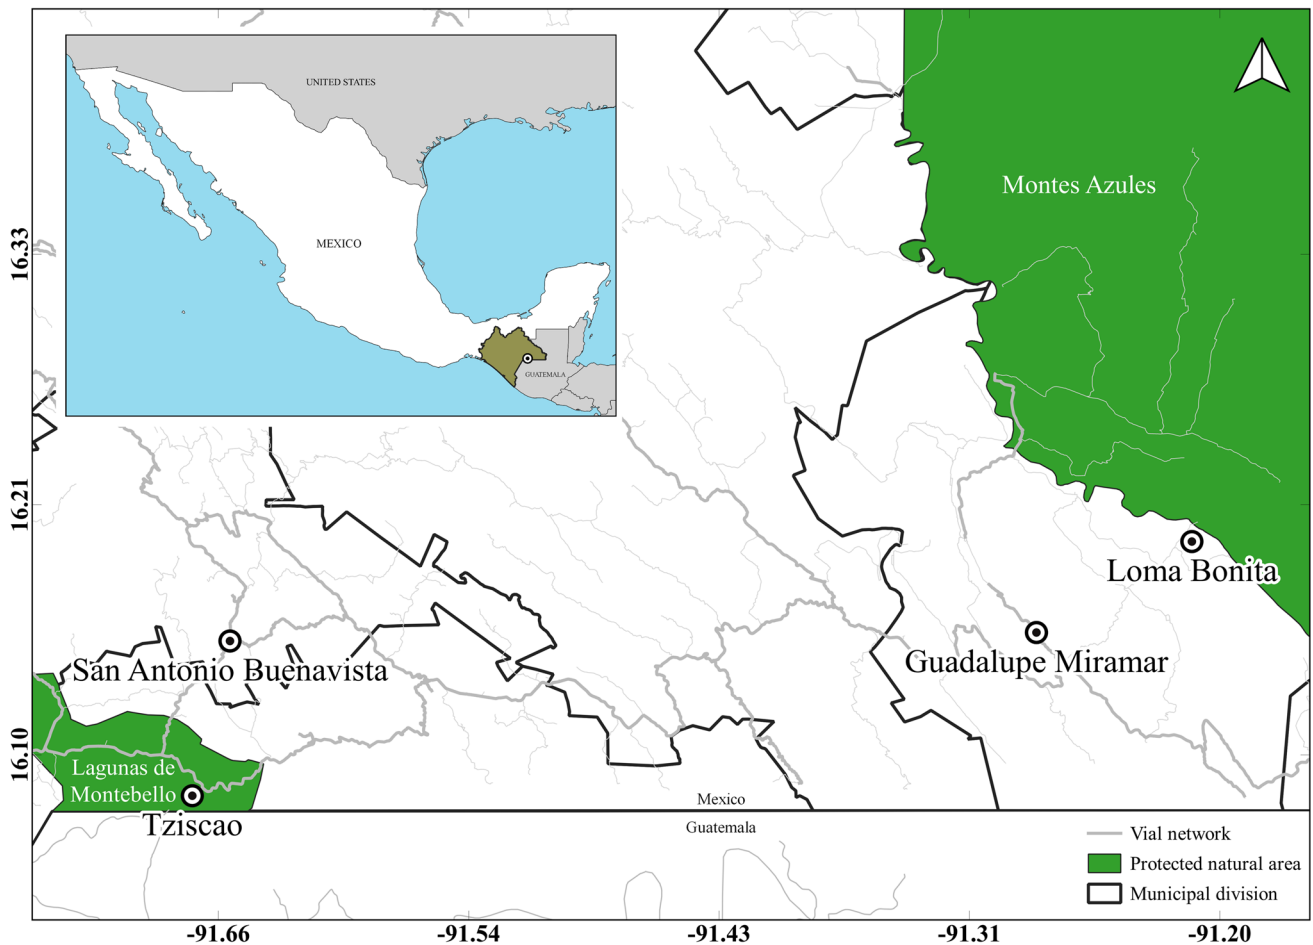 UNITED STATES
MEXICO
GUATEMALA
Montes Azules
16.33
16.21
16.10
Loma Bonita
Guadalupe Miramar
San Antonio Buenavista
Lagunas de
Montebello
Tziscao
Mexico
Guatemala
Vial network
Protected natural area
Municipal division
-91.66
-91.54
-91.43
-91.31
-91.20